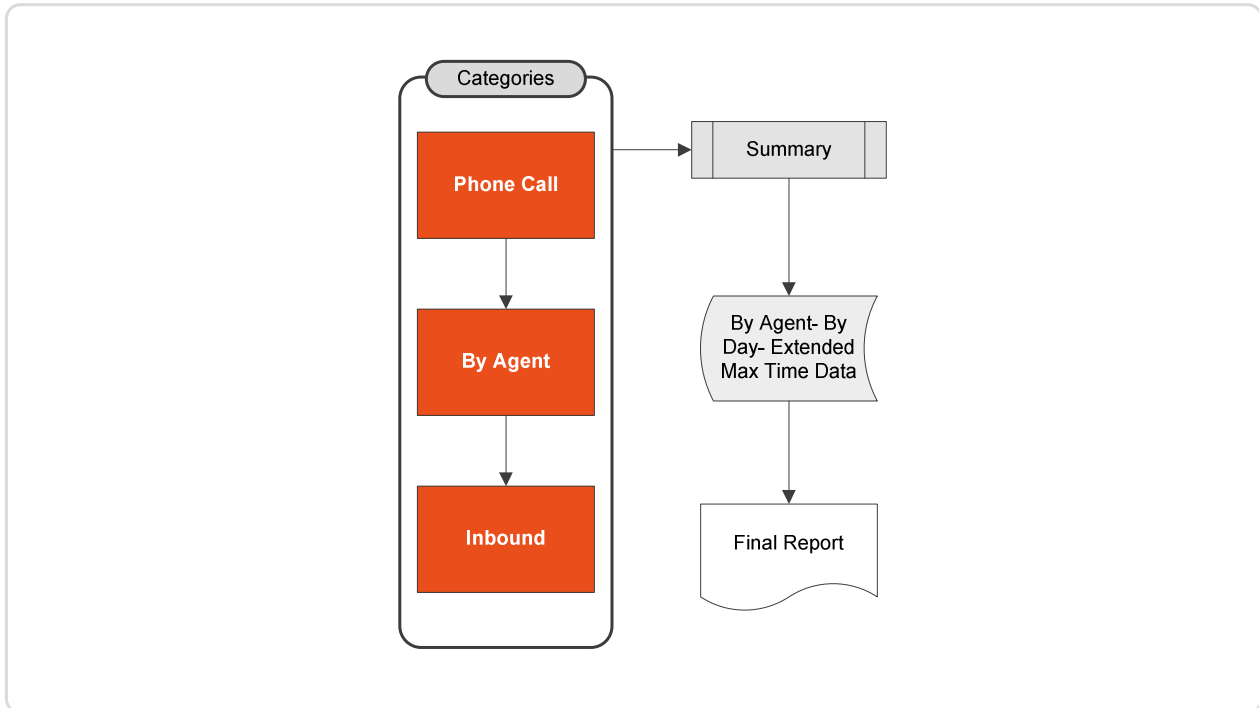 Categories
Phone Call
By Agent
Inbound
Summary
By Agent- By
Day- Extended
Max Time Data
Final Report